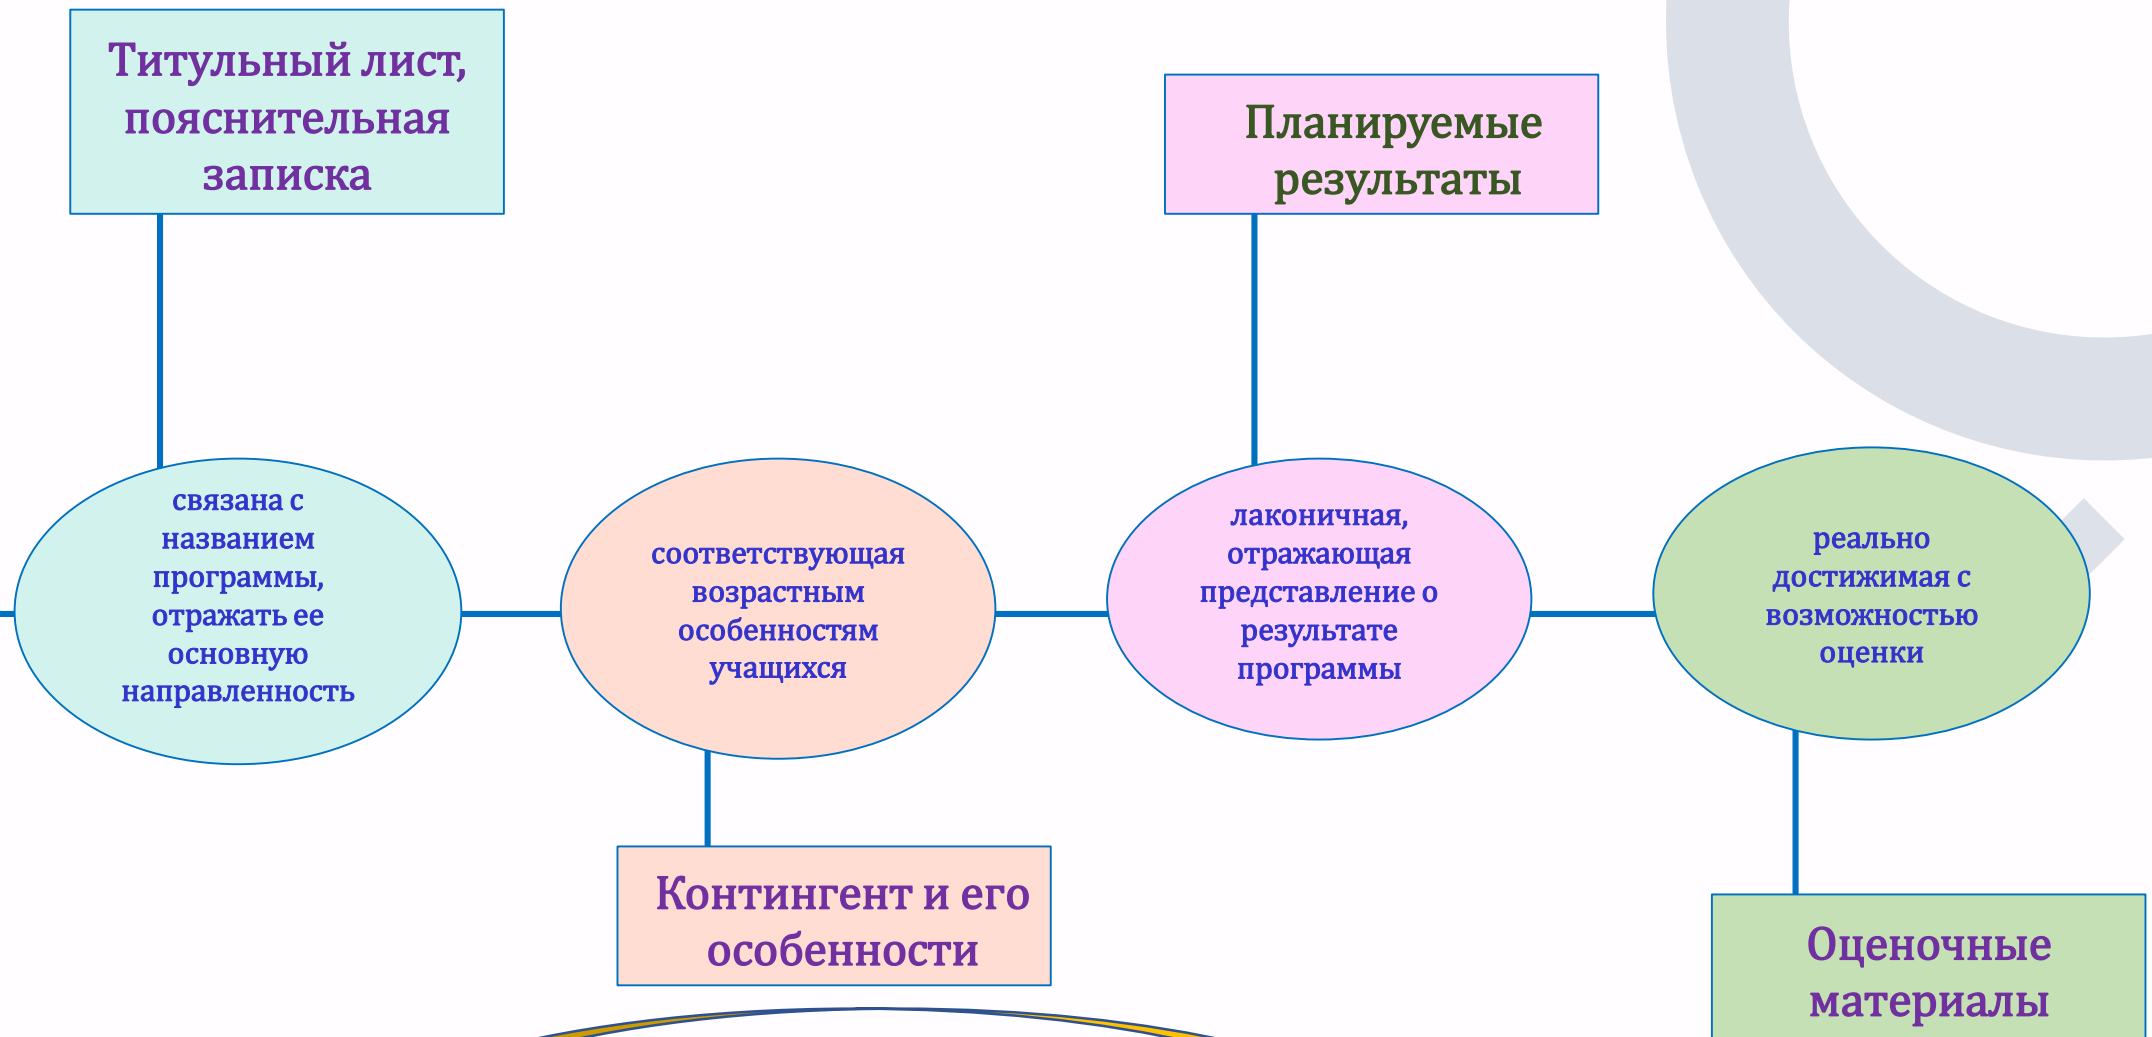 Титульный лист,
пояснительная
записка
Планируемые
результаты
связана с
названием
программы,
отражать ее
основную
направленность
соответствующая
возрастным
особенностям
учащихся
лаконичная,
отражающая
представление о
результате
программы
реально
достижимая с
возможностью
оценки
Контингент и его
особенности
Оценочные
материалы